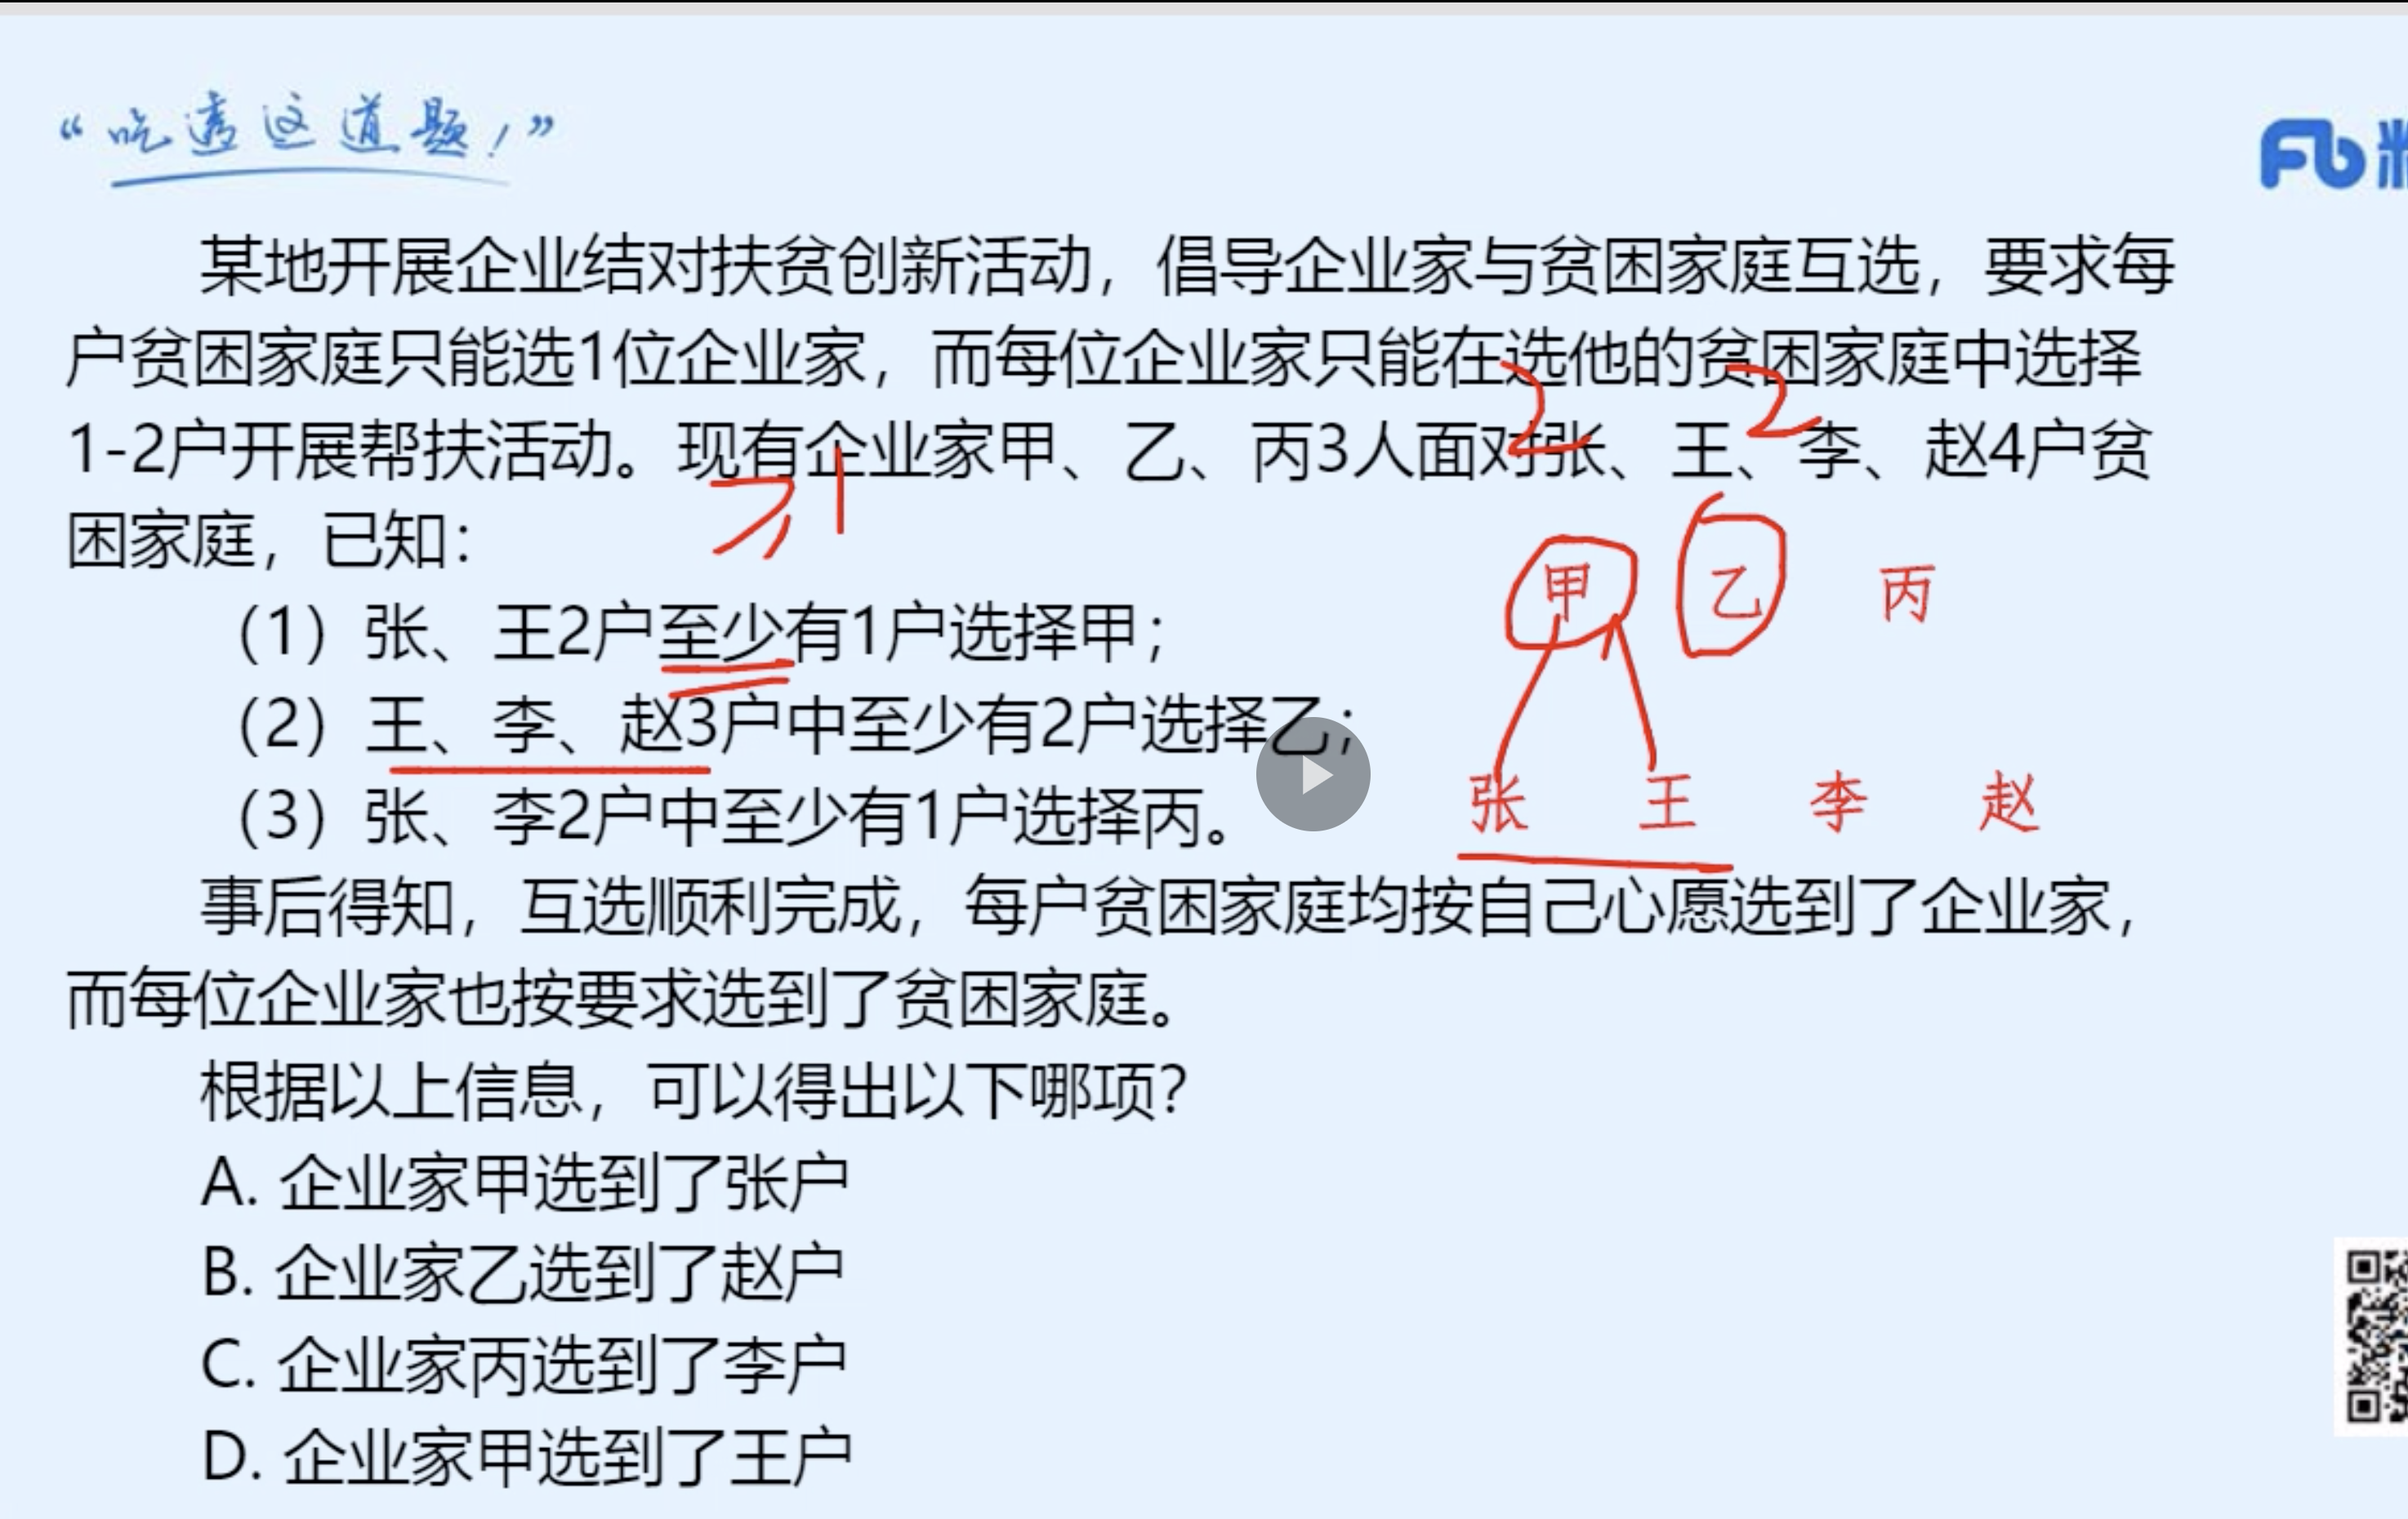 “吃透这道题！”
Fb
某地开展企业结对扶贫创新活动，倡导企业家与贫困家庭互选，要求每
户贫困家庭只能选1位企业家，而每位企业家只能在选他的贫困家庭中选择
1-2户开展帮扶活动。现有企业家甲、乙、丙3人面对张、王、李、赵4户贫
困家庭，已知：
（1）张、王2户至少有1户选择甲；
（2）王、李、赵3户中至少有2户选择乙；
（3）张、李2户中至少有1户选择丙。
2 2
1
甲 乙 丙
张 王 李 赵
事后得知，互选顺利完成，每户贫困家庭均按自己心愿选到了企业家，
而每位企业家也按要求选到了贫困家庭。
根据以上信息，可以得出以下哪项？
A. 企业家甲选到了张户
B. 企业家乙选到了赵户
C. 企业家丙选到了李户
D. 企业家甲选到了王户